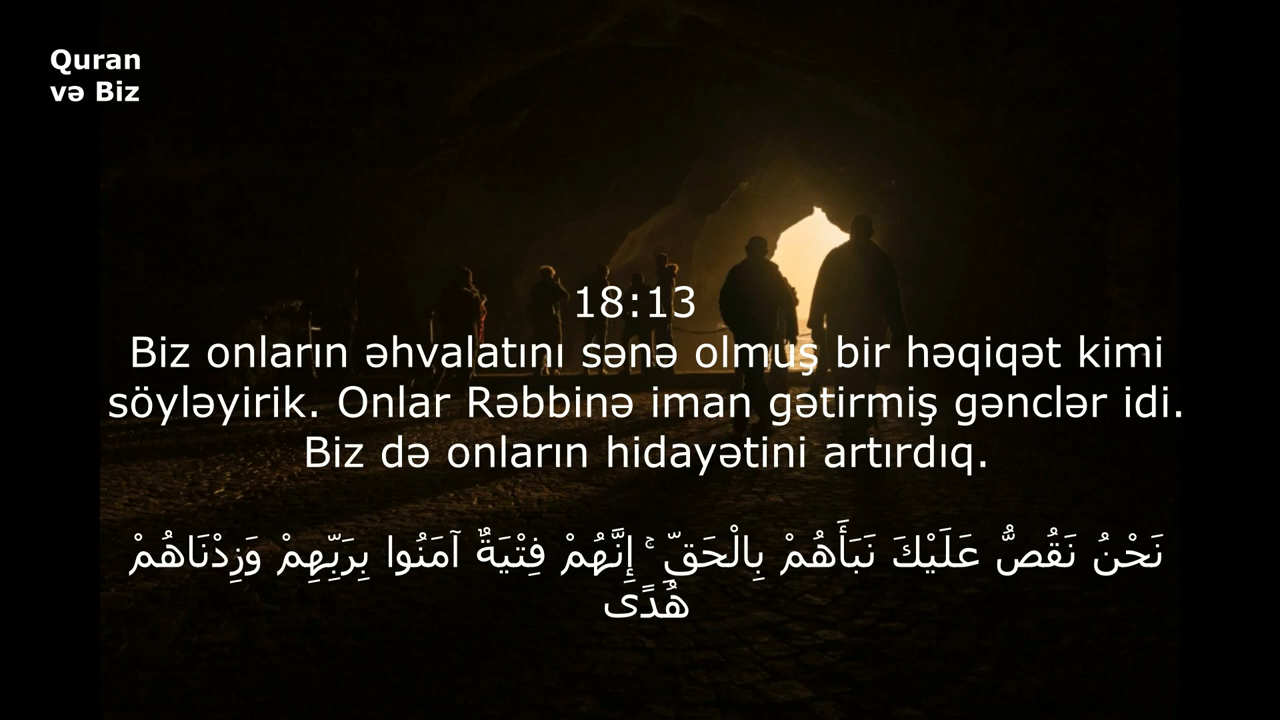 Quran
və Biz
18:13
Biz onların əhvalatını sənə olmuş bir həqiqət kimi
söyləyirik. Onlar Rəbbinə iman gətirmiş gənclər idi.
Biz də onların hidayətini artırdıq.
نَحْنُ نَقُصُّ عَلَيْكَ نَبَأَهُمْ بِالْحَقِّ ۚ إِنَّهُمْ فِتْيَةٌ آمَنُوا بِرَبِّهِمْ وَزِدْنَاهُمْ
هُدًى